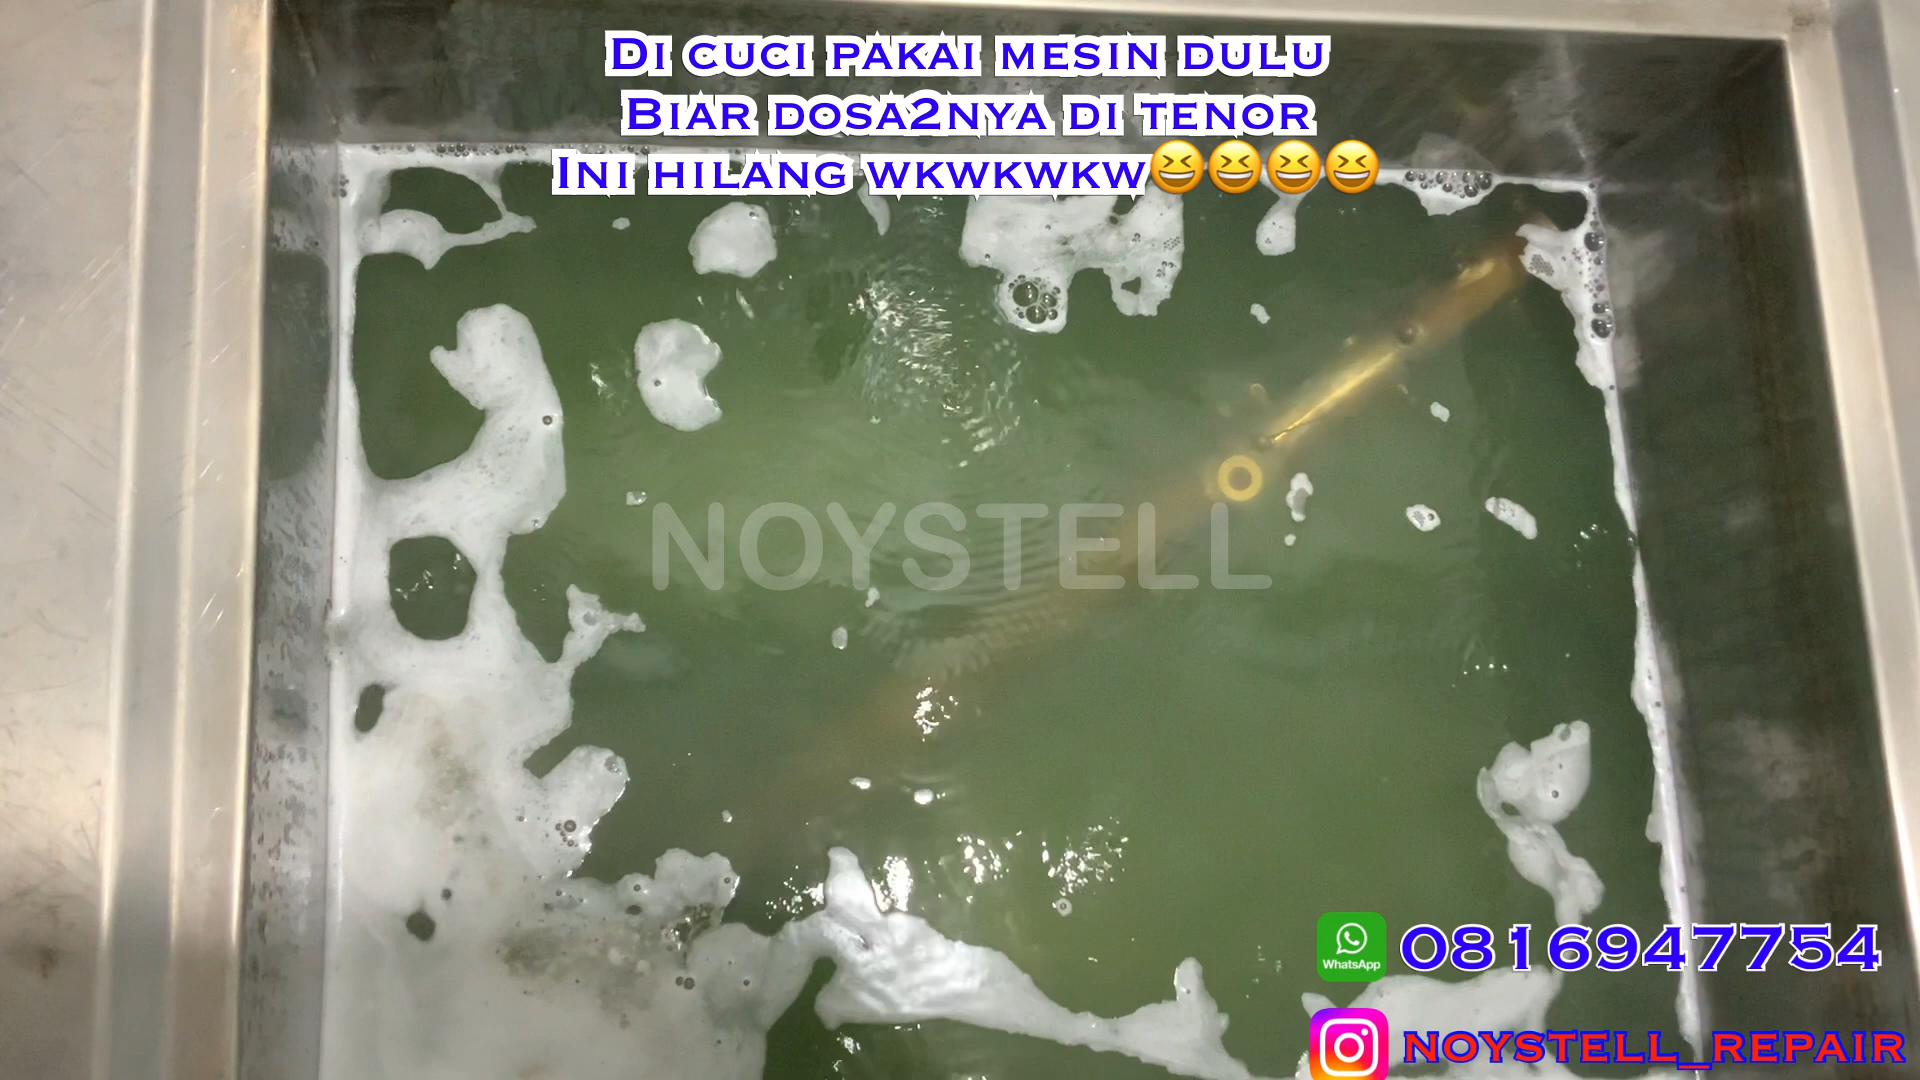 Di cuci pakai mesin dulu
Biar dosa2nya di tenor
Ini hilang wkwkwkw😆😆😆😆
NOYSTELL
WhatsApp
0816947754
noystell_repair